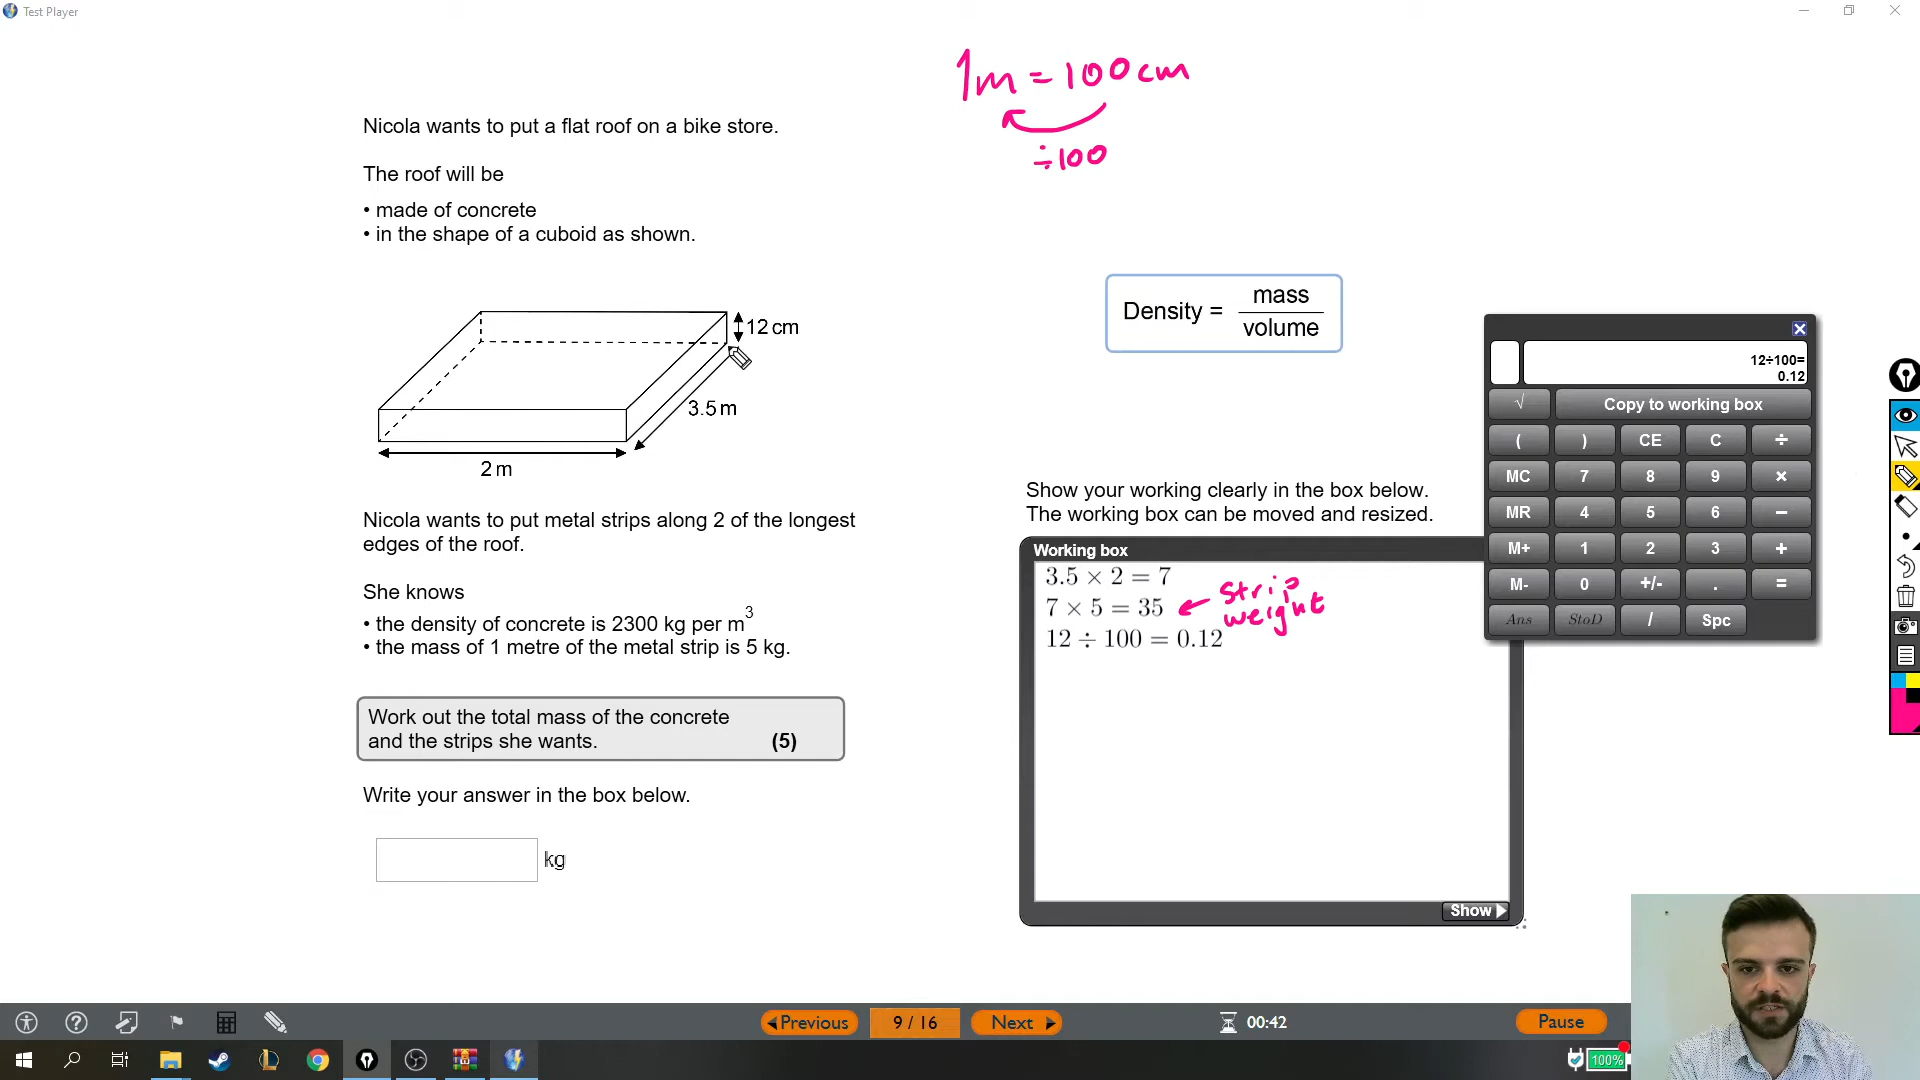 Test Player
1m = 100cm
÷100
Nicola wants to put a flat roof on a bike store.
The roof will be
• made of concrete
• in the shape of a cuboid as shown.
12 cm
3.5 m
2 m
Nicola wants to put metal strips along 2 of the longest
edges of the roof.
She knows
• the density of concrete is 2300 kg per m³
• the mass of 1 metre of the metal strip is 5 kg.
Work out the total mass of the concrete
and the strips she wants. (5)
Write your answer in the box below.
kg
Density = mass / volume
Show your working clearly in the box below.
The working box can be moved and resized.
Working box
3.5 × 2 = 7
7 × 5 = 35
12 ÷ 100 = 0.12
strip
weight
Show
12÷100=
0.12
√ Copy to working box
( ) CE C ÷
MC 7 8 9 ×
MR 4 5 6 −
M+ 1 2 3 +
M- 0 +/- . =
Ans StoD / Spc
Previous 9 / 16 Next 00:42 Pause
100%